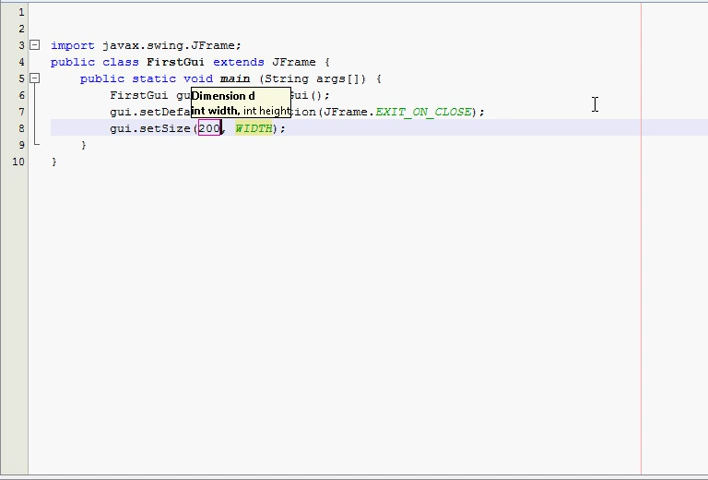 1
2
3 import javax.swing.JFrame;
4 public class FirstGui extends JFrame {
5 public static void main (String args[]) {
6 FirstGui gu Gui();
Dimension d
int width, int height
7 gui.setDefa tion(JFrame.EXIT_ON_CLOSE);
8 gui.setSize(200, WIDTH);
9 }
10 }